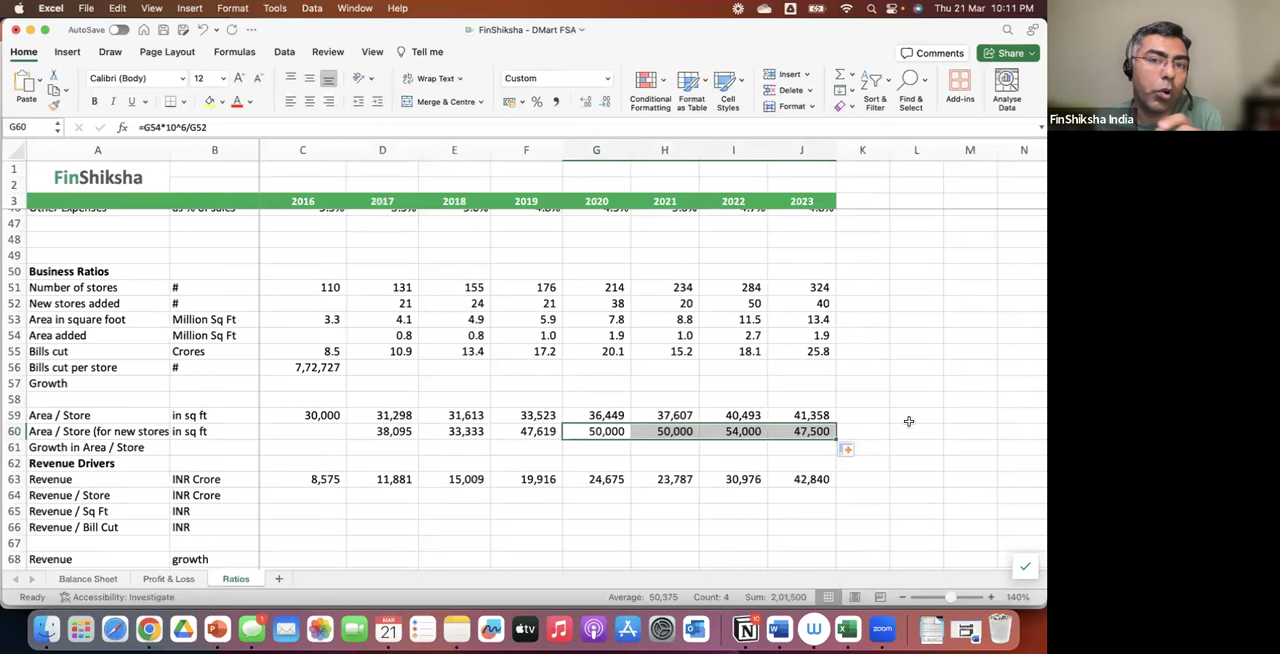 Excel File Edit View Insert Format Tools Data Window Help Thu 21 Mar 10:11 PM
AutoSave FinShiksha - DMart FSA
Home Insert Draw Page Layout Formulas Data Review View Tell me Comments Share
Paste Calibri (Body) 12 Wrap Text Custom Insert
B I U Merge & Centre Conditional Formatting Format as Table Cell Styles Delete Format Sort & Filter Find & Select Add-ins Analyse Data
G60 fx =G54*10^6/G52
A B C D E F G H I J K L M N
1
FinShiksha
2
3 2016 2017 2018 2019 2020 2021 2022 2023
47
48
49
50 Business Ratios
51 Number of stores # 110 131 155 176 214 234 284 324
52 New stores added # 21 24 21 38 20 50 40
53 Area in square foot Million Sq Ft 3.3 4.1 4.9 5.9 7.8 8.8 11.5 13.4
54 Area added Million Sq Ft 0.8 0.8 1.0 1.9 1.0 2.7 1.9
55 Bills cut Crores 8.5 10.9 13.4 17.2 20.1 15.2 18.1 25.8
56 Bills cut per store # 7,72,727
57 Growth
58
59 Area / Store in sq ft 30,000 31,298 31,613 33,523 36,449 37,607 40,493 41,358
60 Area / Store (for new stores in sq ft 38,095 33,333 47,619 50,000 50,000 54,000 47,500
61 Growth in Area / Store
62 Revenue Drivers
63 Revenue INR Crore 8,575 11,881 15,009 19,916 24,675 23,787 30,976 42,840
64 Revenue / Store INR Crore
65 Revenue / Sq Ft INR
66 Revenue / Bill Cut INR
67
68 Revenue growth
Balance Sheet Profit & Loss Ratios +
Ready Accessibility: Investigate Average: 50,375 Count: 4 Sum: 2,01,500 140%
FinShiksha India
MAR
21
tv
zoom